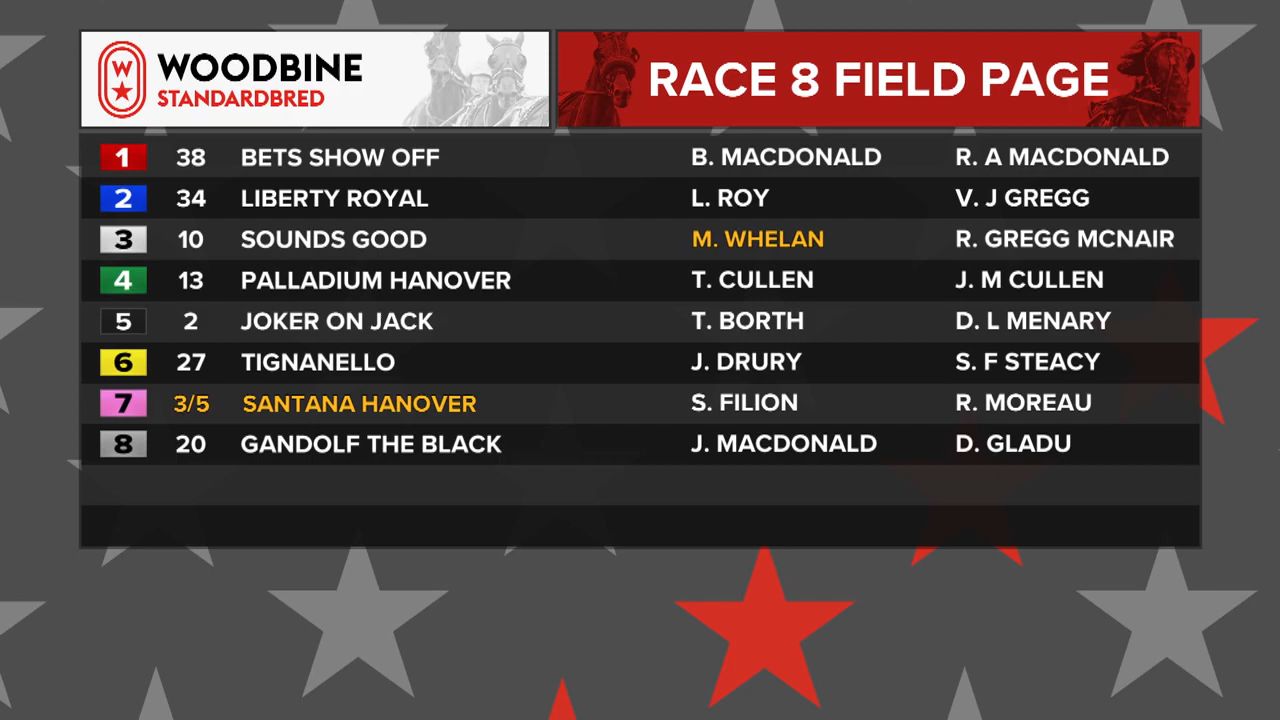 W WOODBINE
STANDARDBRED
RACE 8 FIELD PAGE
1 38 BETS SHOW OFF B. MACDONALD R. A MACDONALD
2 34 LIBERTY ROYAL L. ROY V. J GREGG
3 10 SOUNDS GOOD M. WHELAN R. GREGG MCNAIR
4 13 PALLADIUM HANOVER T. CULLEN J. M CULLEN
5 2 JOKER ON JACK T. BORTH D. L MENARY
6 27 TIGNANELLO J. DRURY S. F STEACY
7 3/5 SANTANA HANOVER S. FILION R. MOREAU
8 20 GANDOLF THE BLACK J. MACDONALD D. GLADU